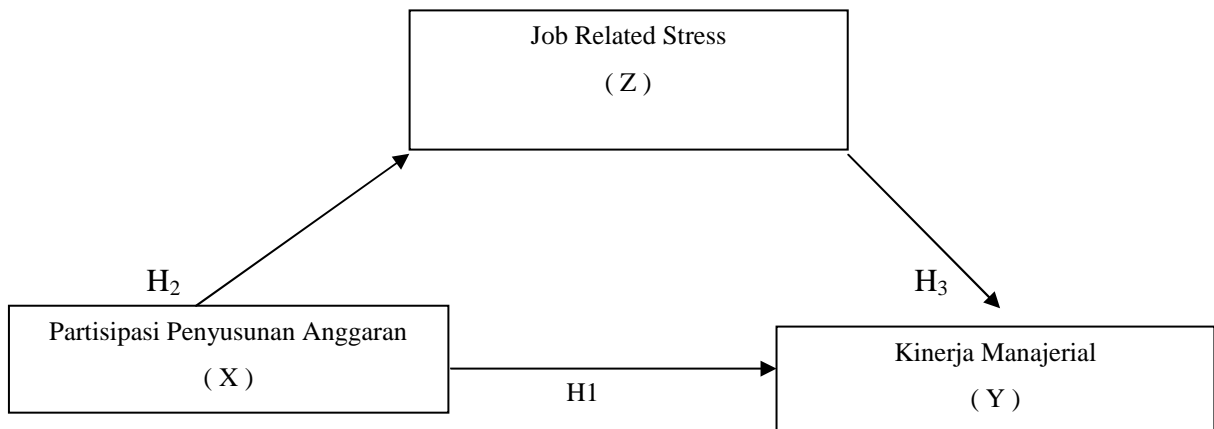 Job Related Stress
( Z )
H₂
H₃
Partisipasi Penyusunan Anggaran
( X )
H1
Kinerja Manajerial
( Y )